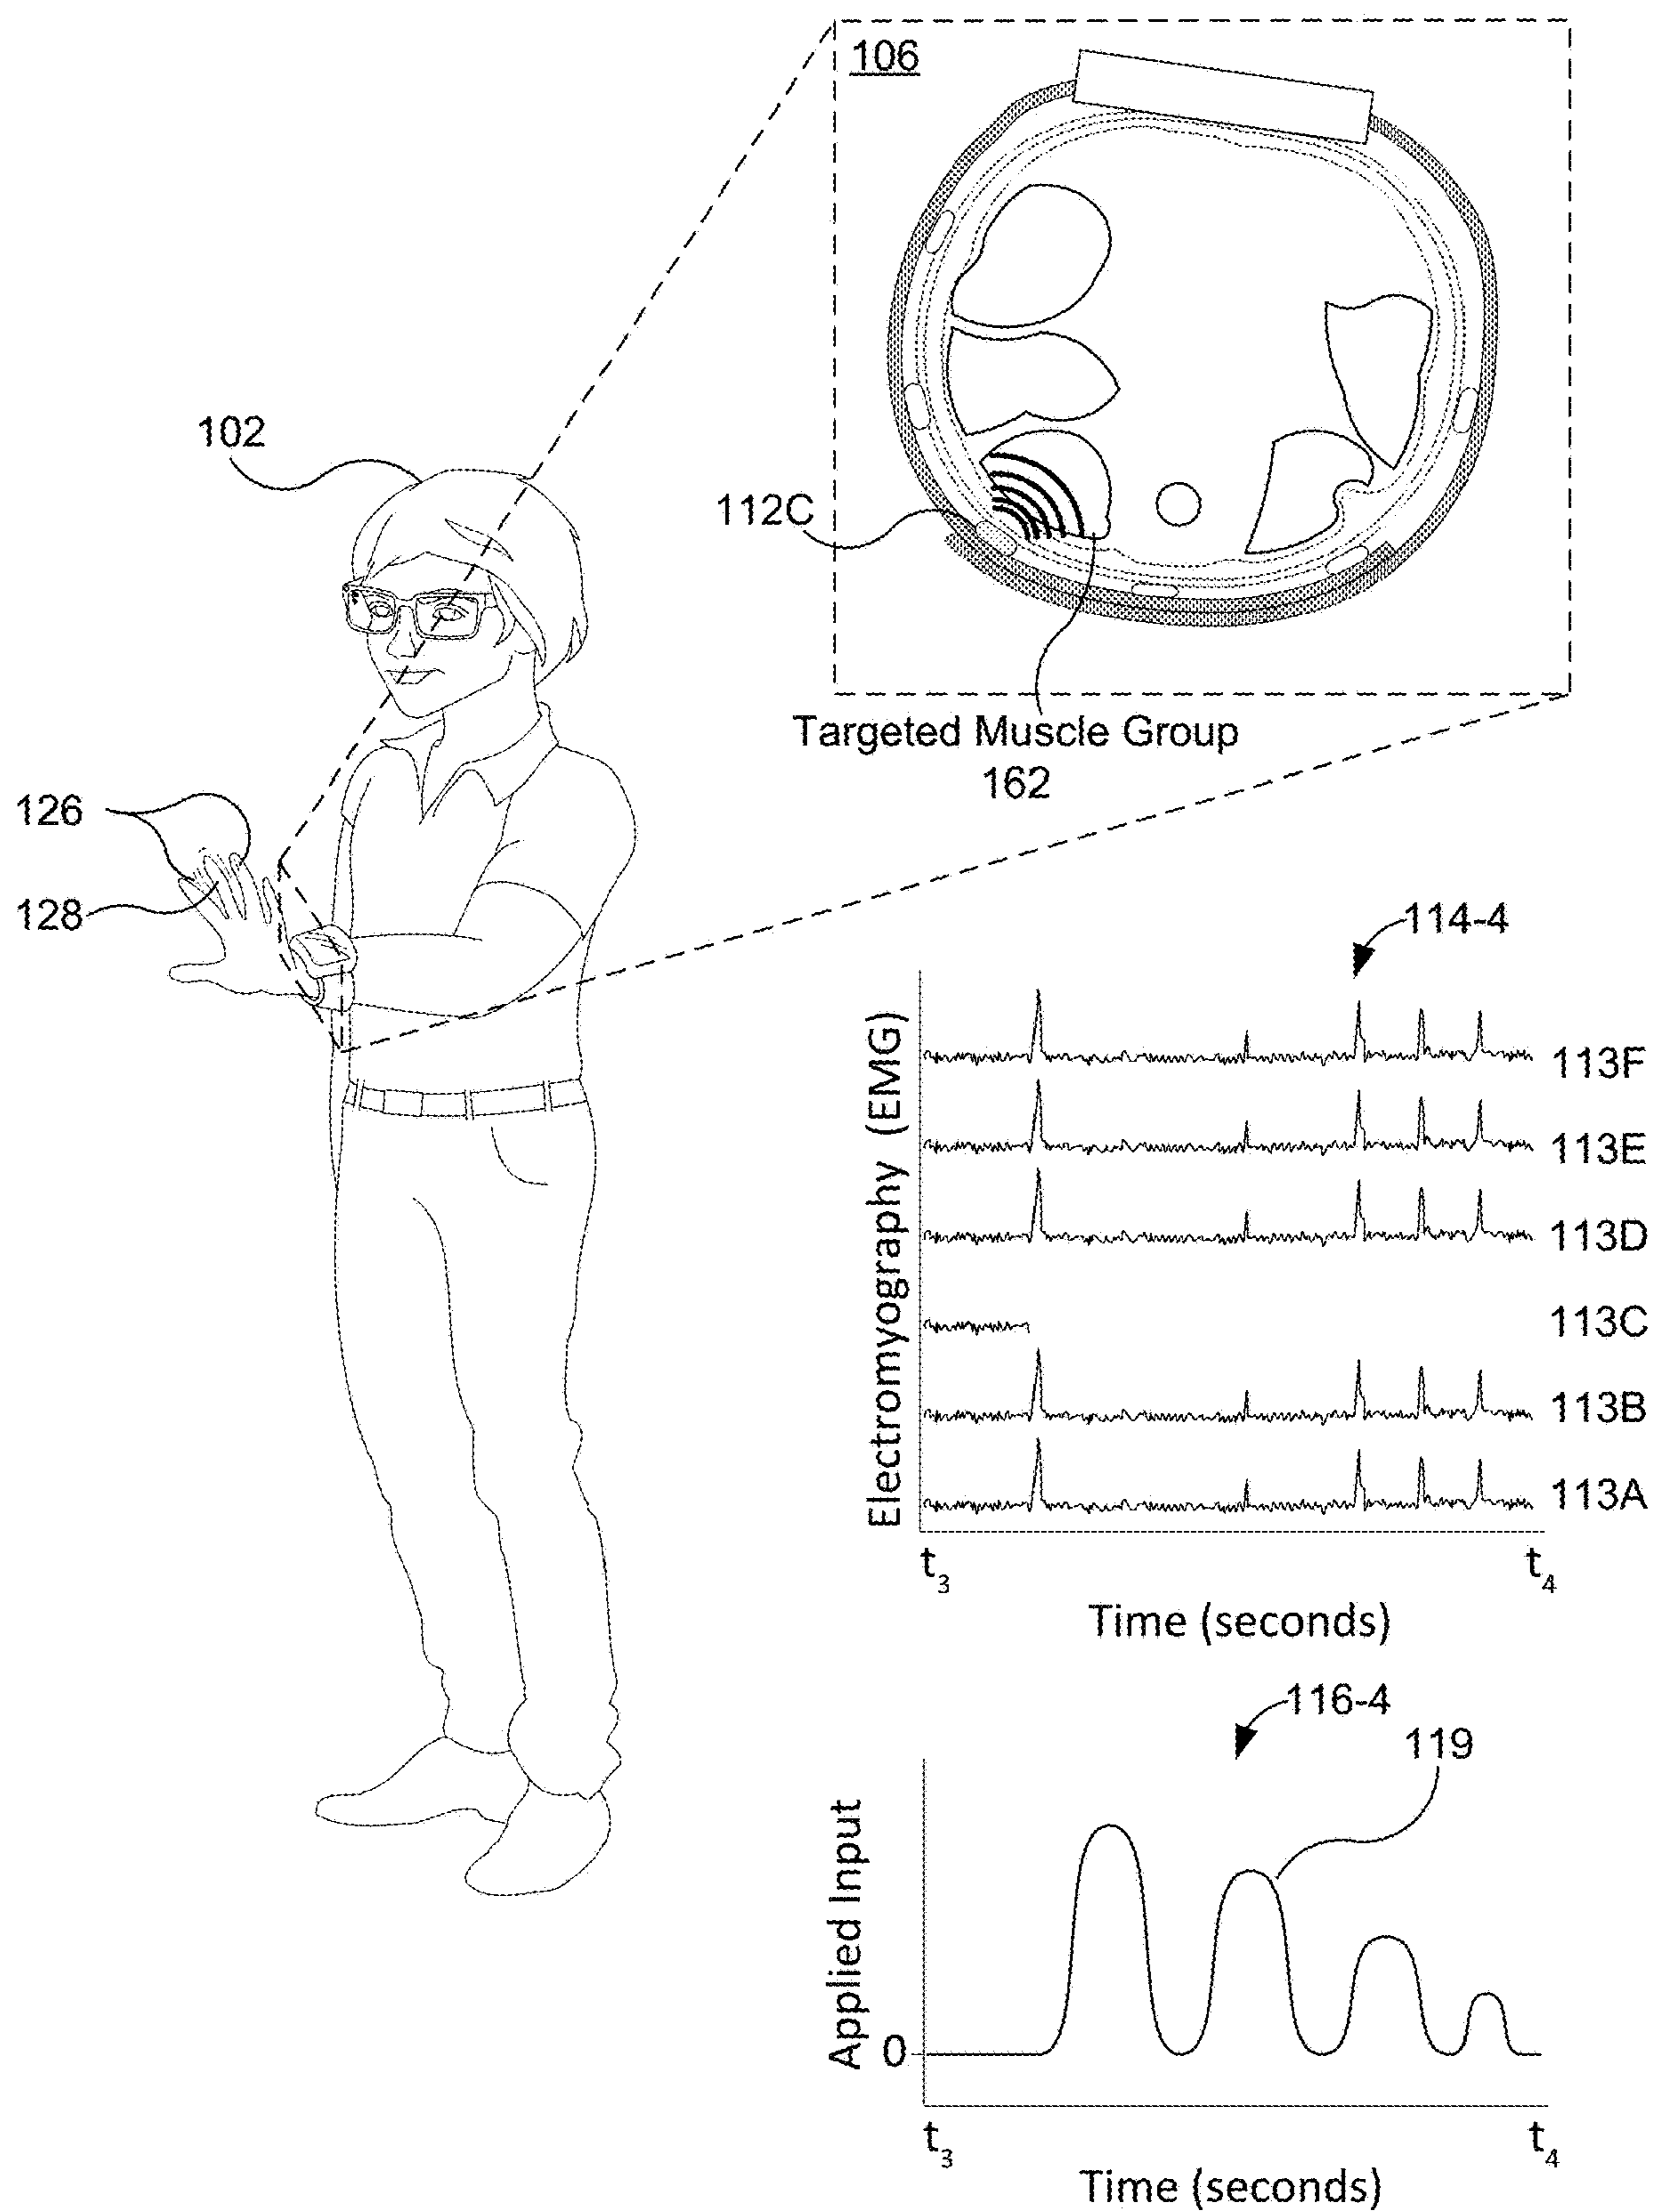 106
102
112C
Targeted Muscle Group
162
126
128
114-4
Electromyography (EMG)
113F
113E
113D
113C
113B
113A
t3
t4
Time (seconds)
116-4
119
Applied Input
0
t3
t4
Time (seconds)